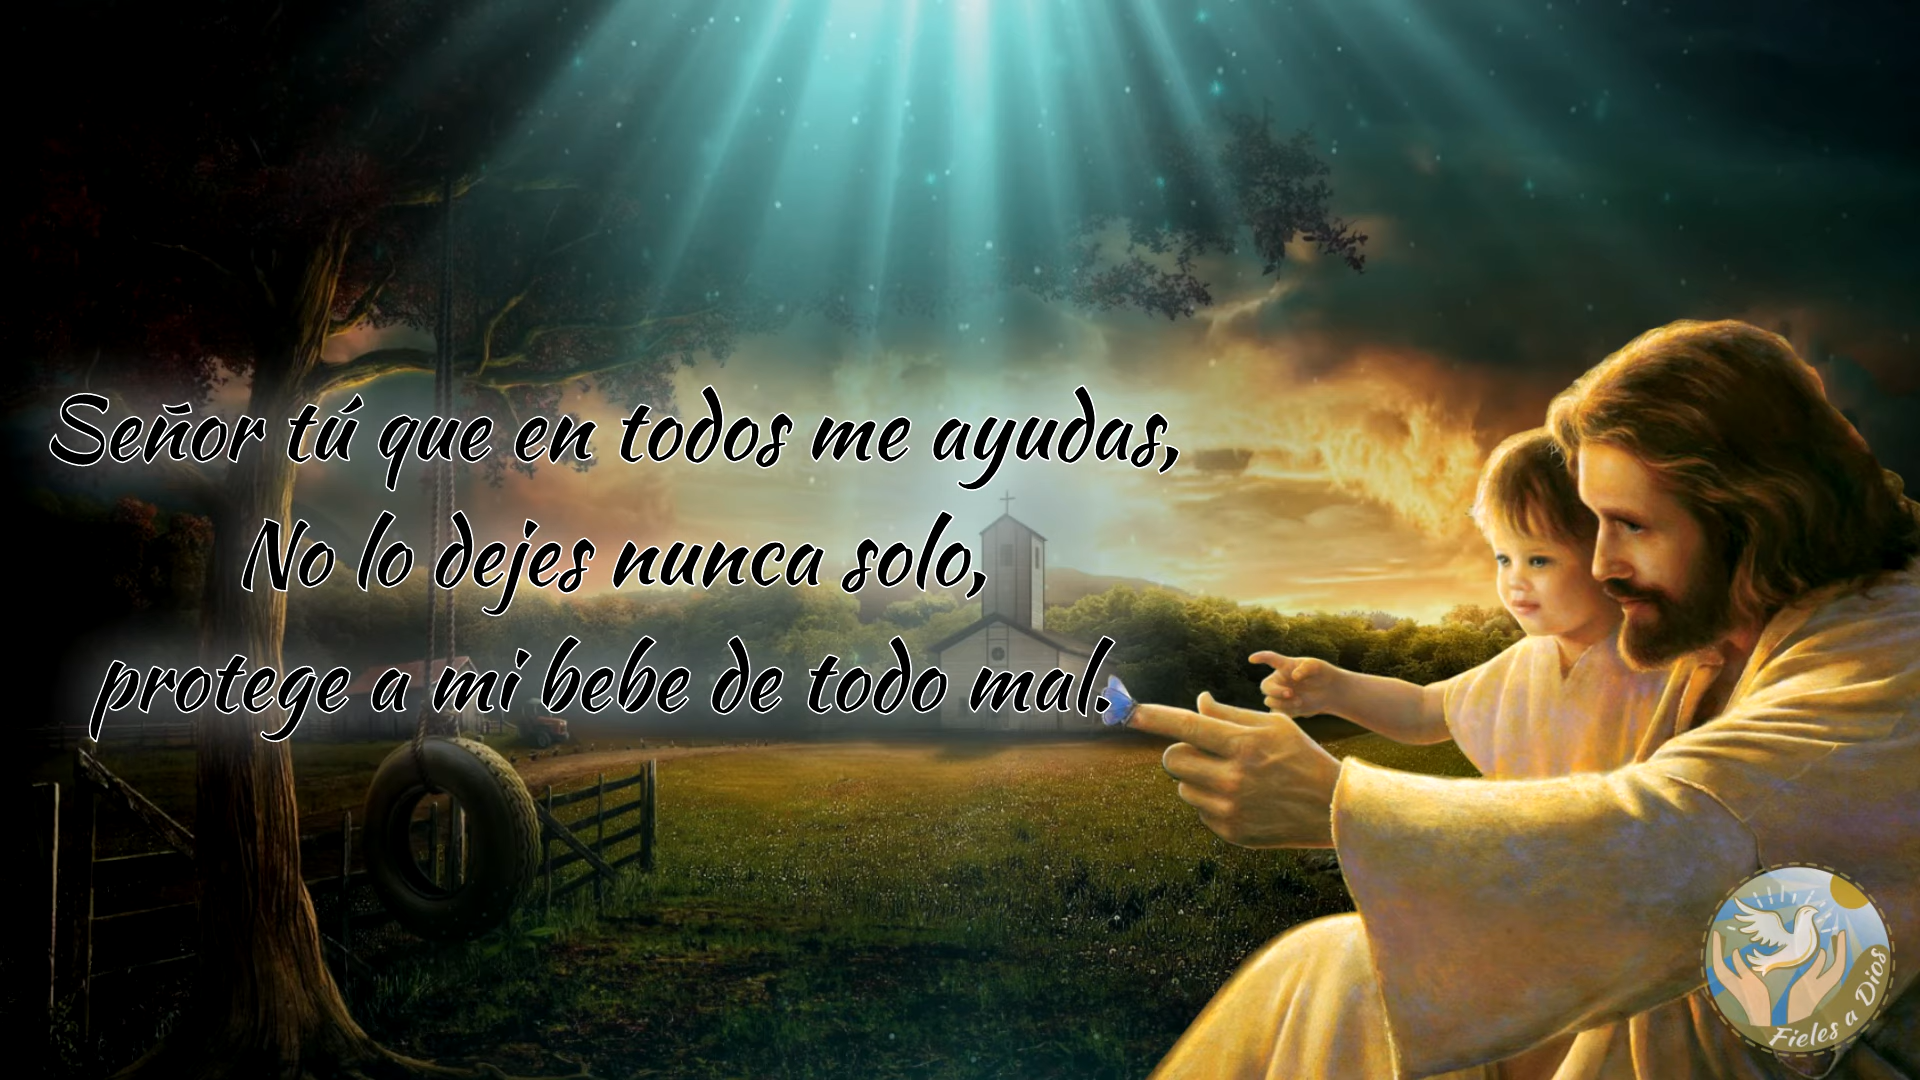 Señor tú que en todos me ayudas,
No lo dejes nunca solo,
protege a mi bebe de todo mal.
Fieles a Dios